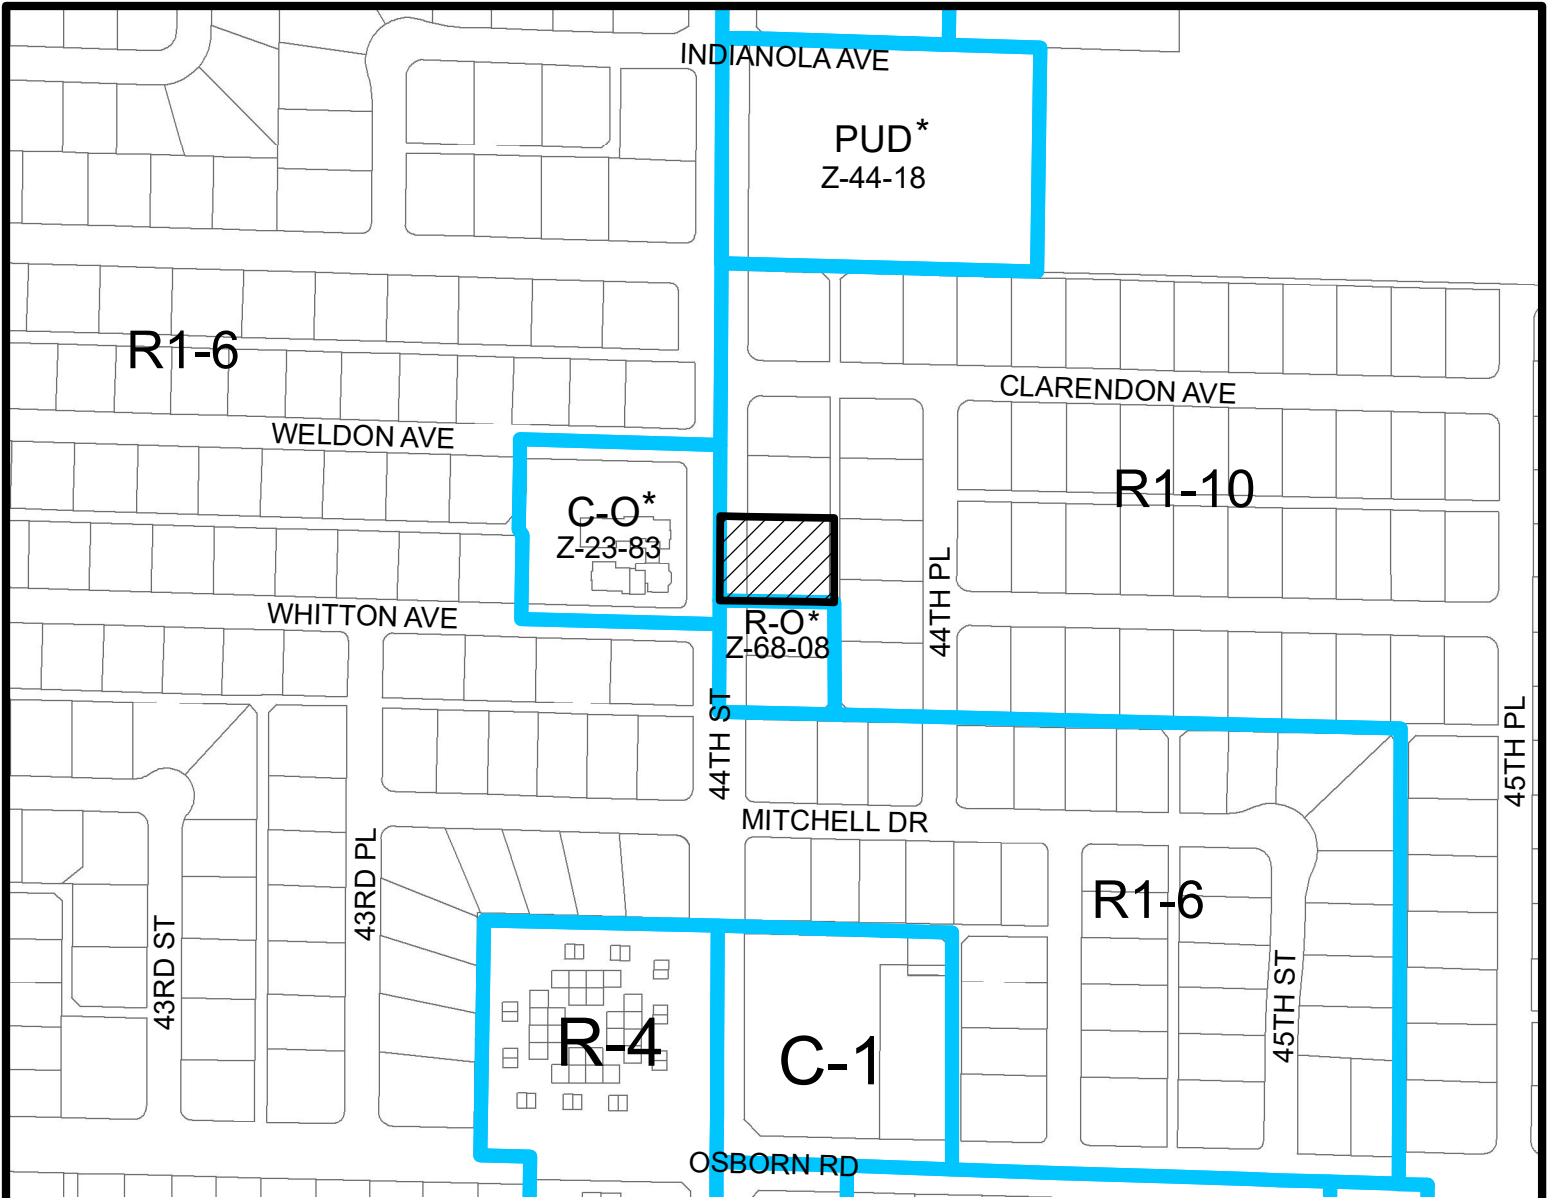 INDIANOLA AVE
PUD*
Z-44-18
R1-6
CLARENDON AVE
WELDON AVE
R1-10
C-O*
Z-23-83
44TH PL
WHITTON AVE
R-O*
Z-68-08
44TH ST
45TH PL
MITCHELL DR
43RD PL
R1-6
43RD ST
45TH ST
R-4
C-1
OSBORN RD